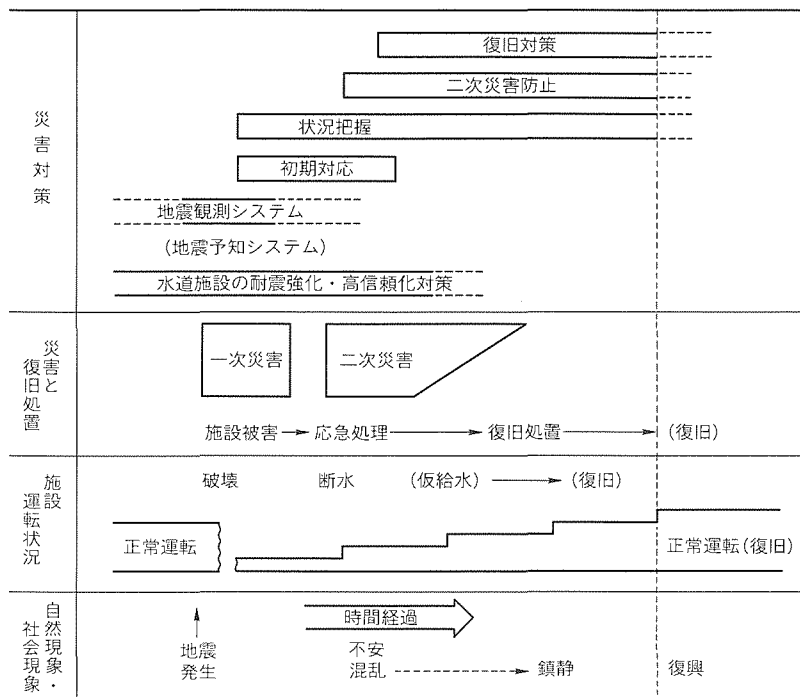 災害対策
復旧対策
二次災害防止
状況把握
初期対応
地震観測システム
(地震予知システム)
水道施設の耐震強化・高信頼化対策
災害と
復旧処置
一次災害
二次災害
施設被害
応急処理
復旧処置
(復旧)
施設
運転状況
破壊
断水
(仮給水)
(復旧)
正常運転
正常運転(復旧)
自然現象・
社会現象
時間経過
地震
発生
不安
混乱
鎮静
復興